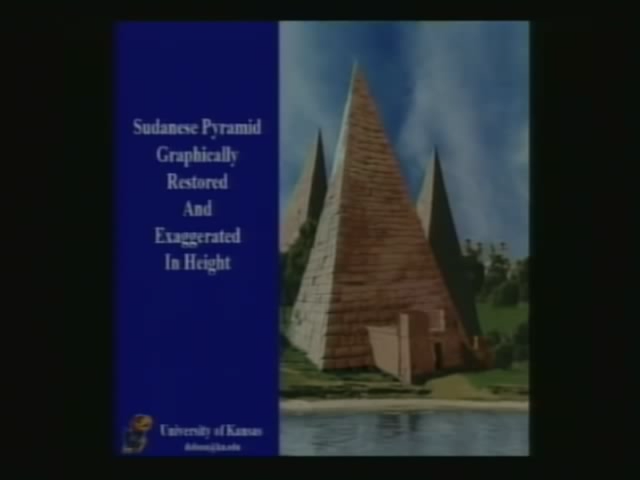 Sudanese Pyramid
Graphically
Restored
And
Exaggerated
In Height
University of Kansas